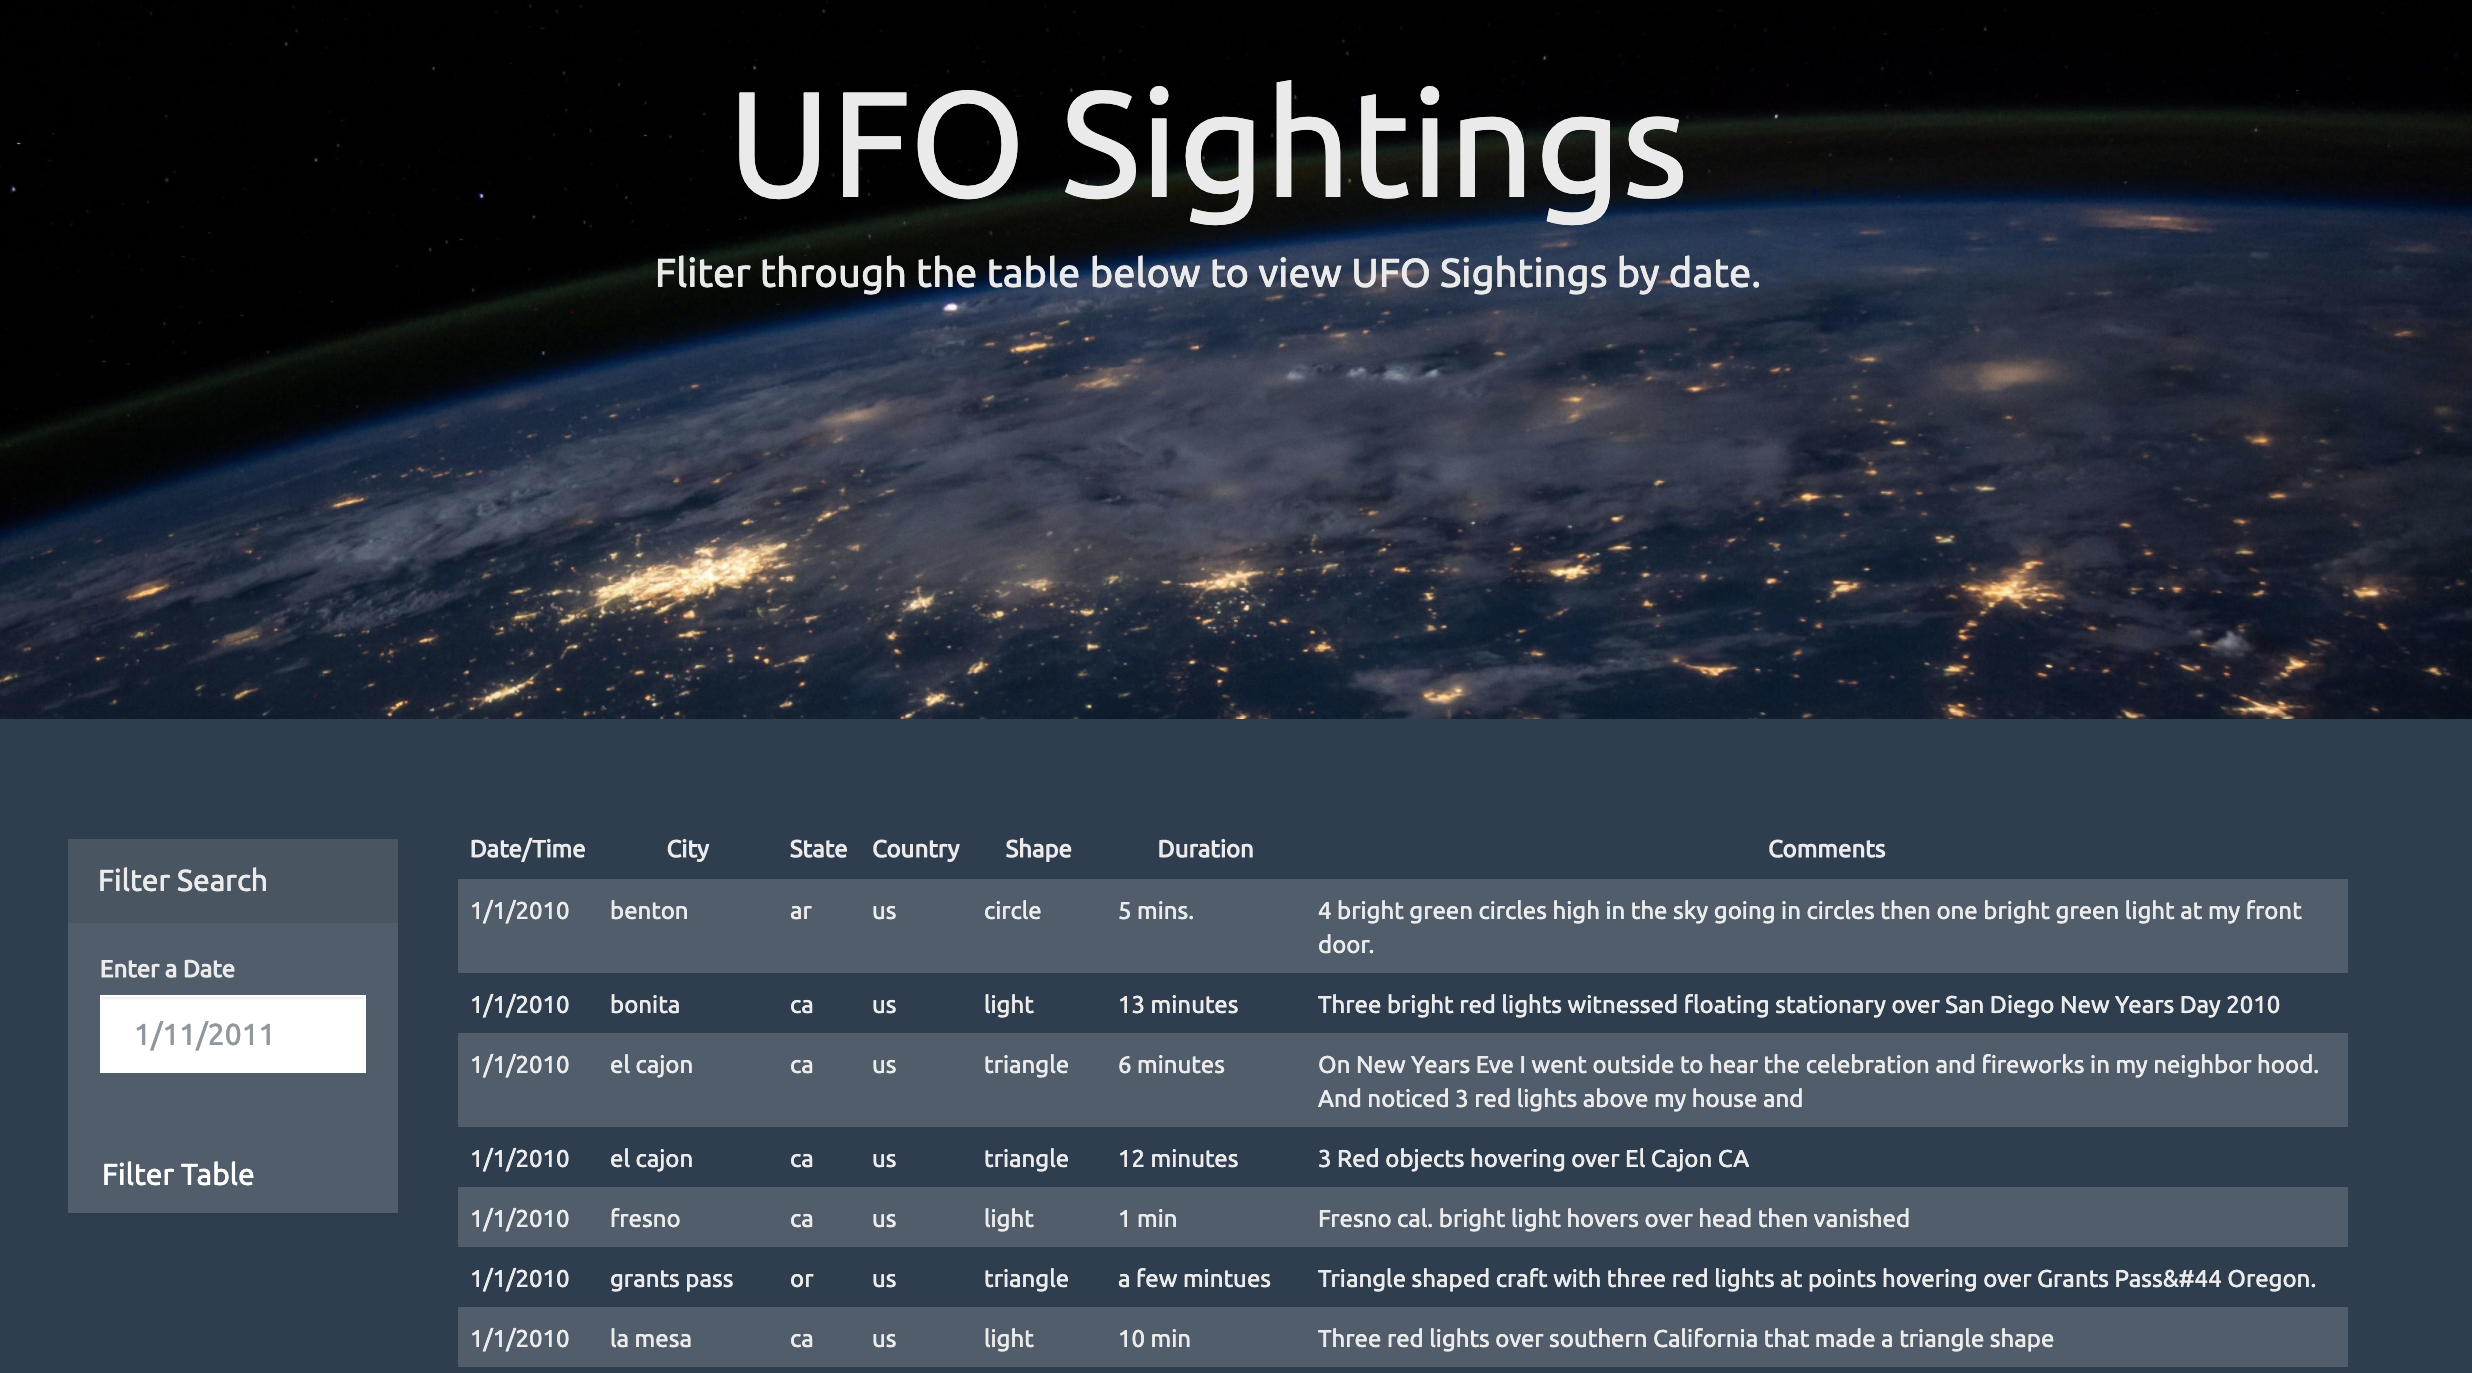 UFO Sightings
Fliter through the table below to view UFO Sightings by date.
Filter Search
Enter a Date
1/11/2011
Filter Table
Date/Time City State Country Shape Duration Comments
1/1/2010 benton ar us circle 5 mins. 4 bright green circles high in the sky going in circles then one bright green light at my front
door.
1/1/2010 bonita ca us light 13 minutes Three bright red lights witnessed floating stationary over San Diego New Years Day 2010
1/1/2010 el cajon ca us triangle 6 minutes On New Years Eve I went outside to hear the celebration and fireworks in my neighbor hood.
And noticed 3 red lights above my house and
1/1/2010 el cajon ca us triangle 12 minutes 3 Red objects hovering over El Cajon CA
1/1/2010 fresno ca us light 1 min Fresno cal. bright light hovers over head then vanished
1/1/2010 grants pass or us triangle a few mintues Triangle shaped craft with three red lights at points hovering over Grants Pass&#44 Oregon.
1/1/2010 la mesa ca us light 10 min Three red lights over southern California that made a triangle shape